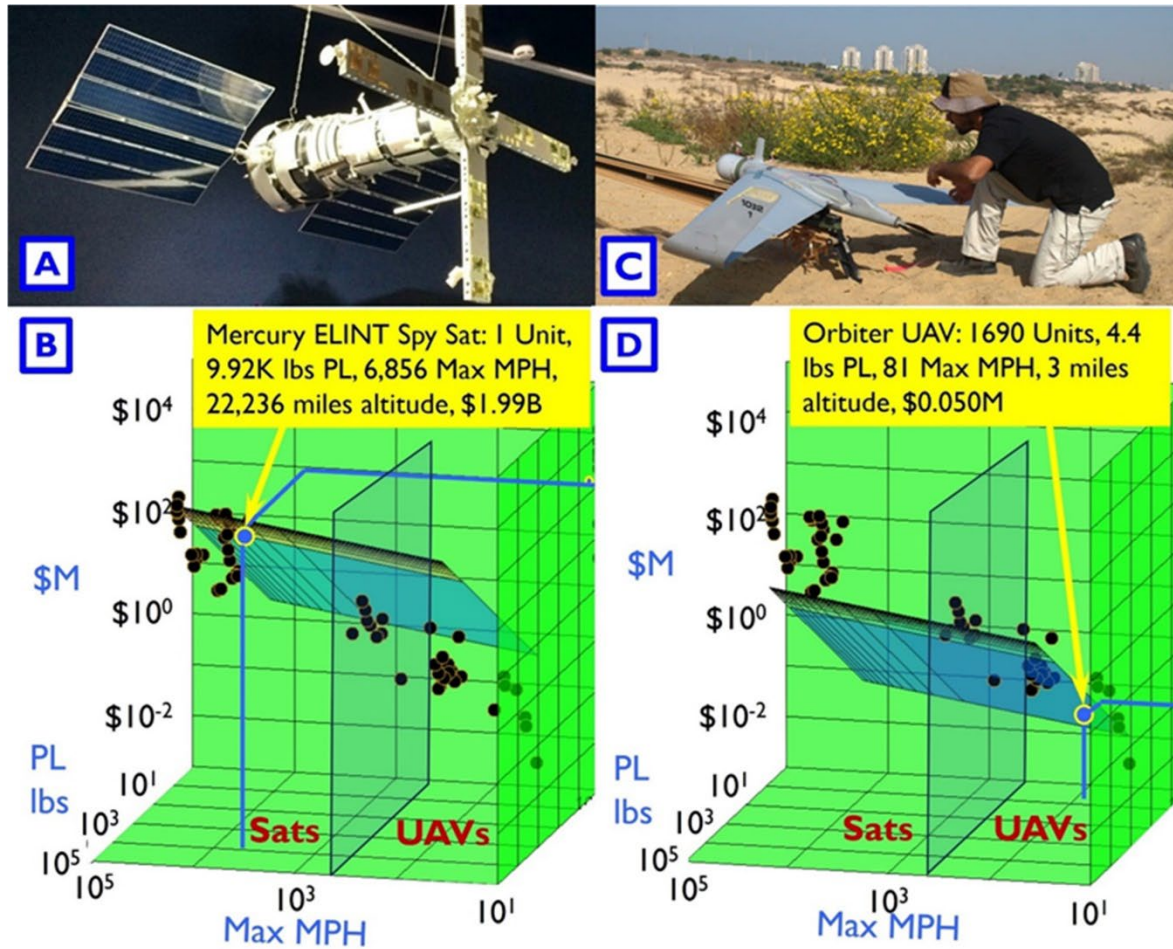 A
C
B
Mercury ELINT Spy Sat: 1 Unit,
9.92K lbs PL, 6,856 Max MPH,
22,236 miles altitude, $1.99B
$10⁴
$10²
$M
$10⁰
$10⁻²
PL
lbs
10¹
10³
10⁵
10⁵
10³
10¹
Sats
UAVs
Max MPH
D
Orbiter UAV: 1690 Units, 4.4
lbs PL, 81 Max MPH, 3 miles
altitude, $0.050M
$10⁴
$10²
$M
$10⁰
$10⁻²
PL
lbs
10¹
10³
10⁵
10⁵
10³
10¹
Sats
UAVs
Max MPH